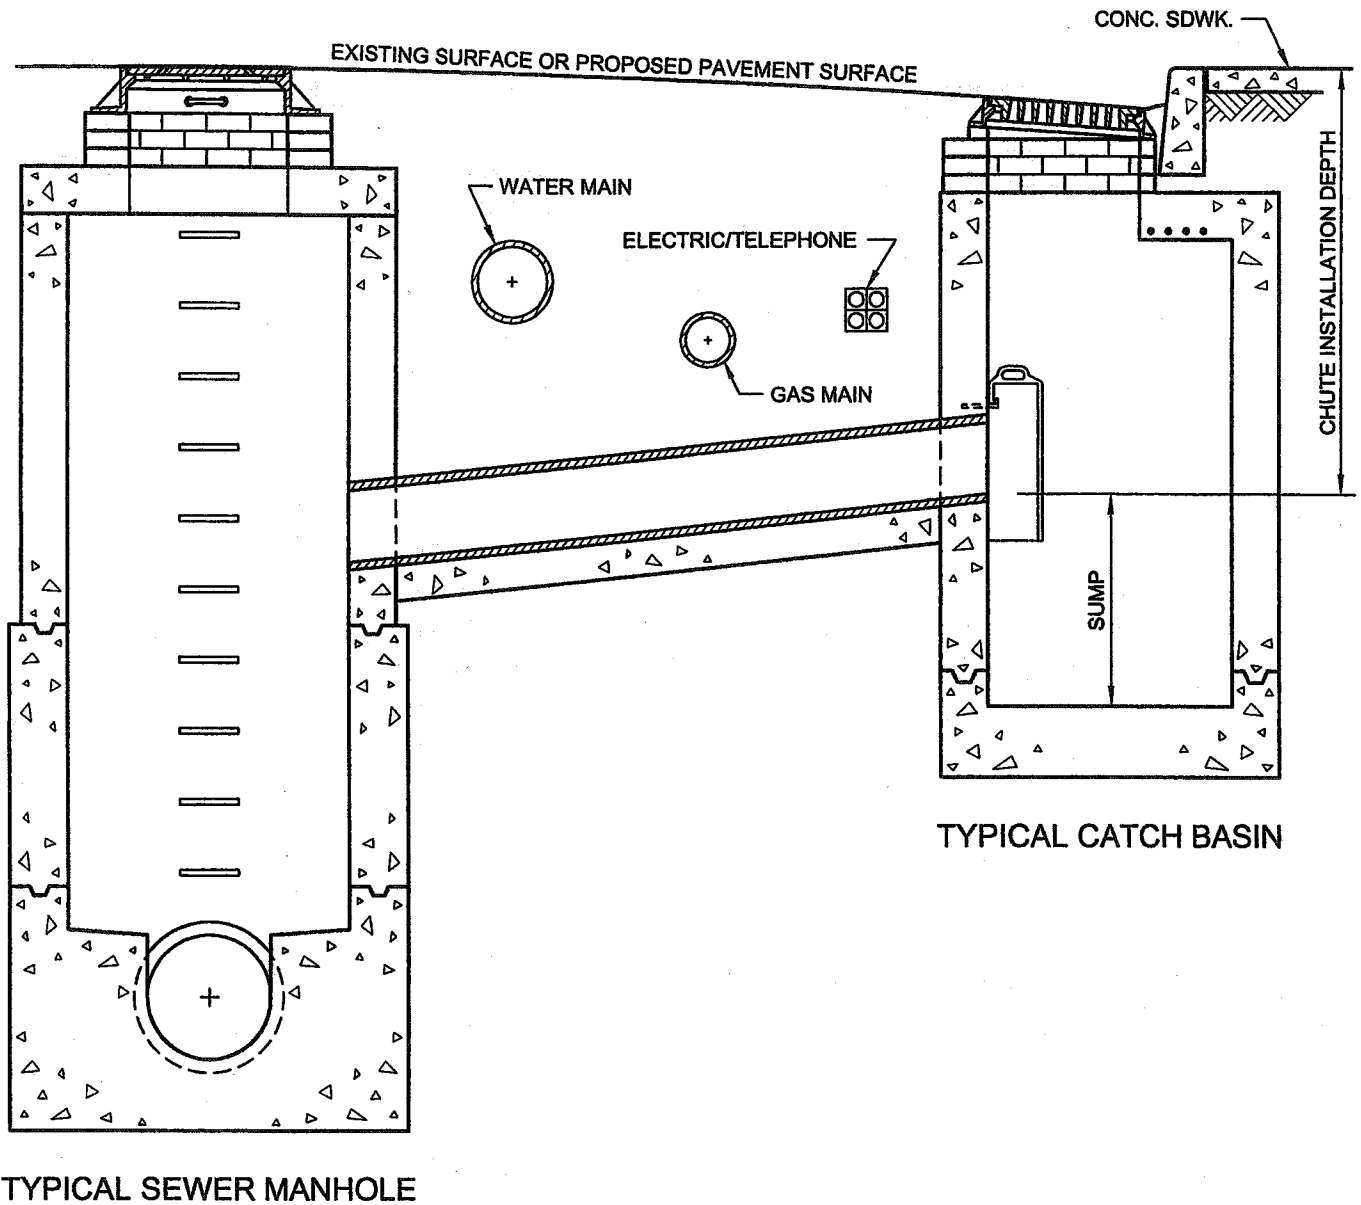 CONC. SDWK.
EXISTING SURFACE OR PROPOSED PAVEMENT SURFACE
WATER MAIN
ELECTRIC/TELEPHONE
GAS MAIN
CHUTE INSTALLATION DEPTH
SUMP
TYPICAL CATCH BASIN
TYPICAL SEWER MANHOLE